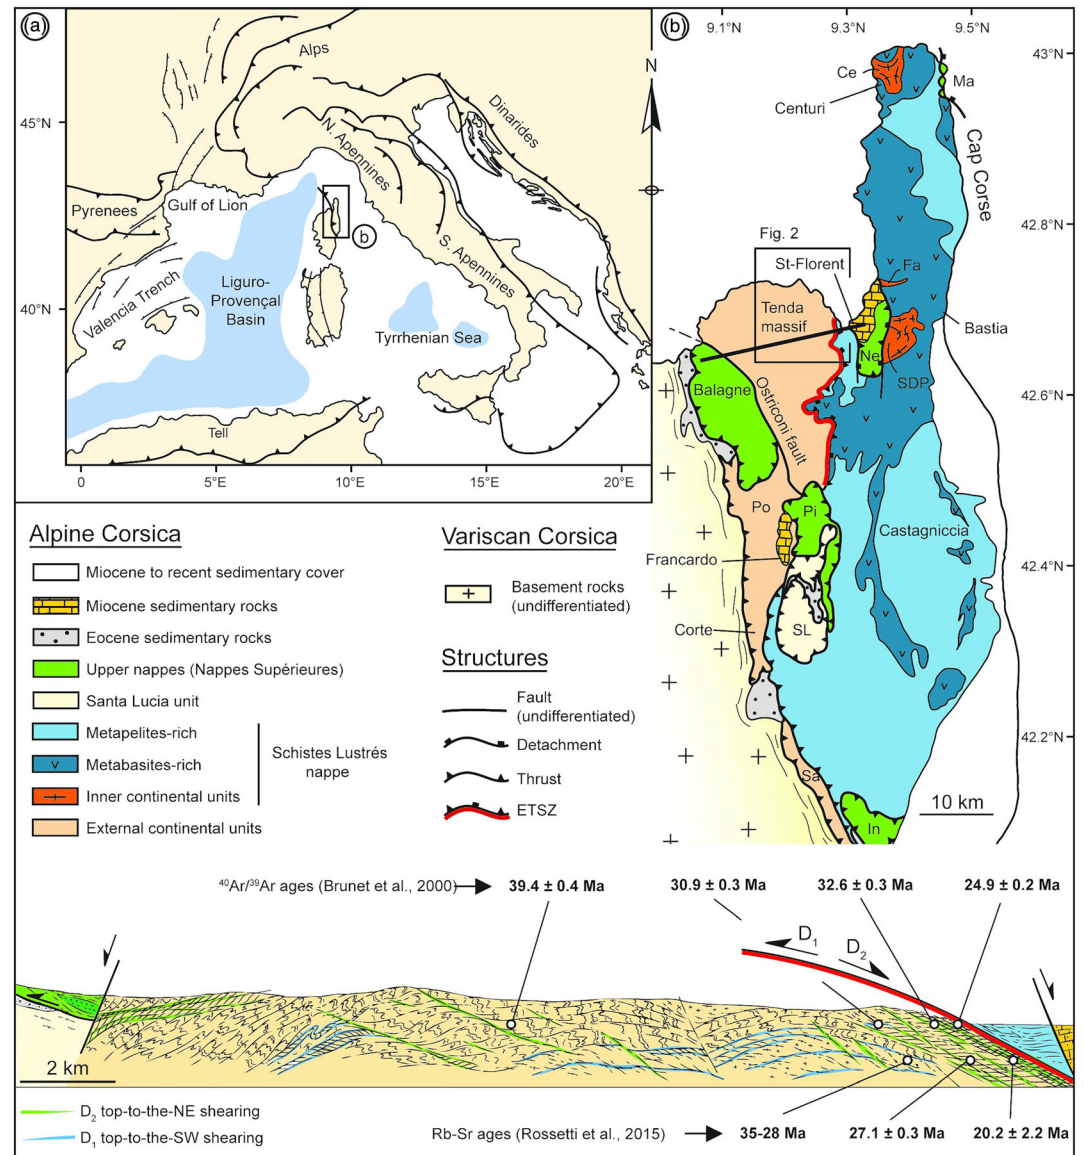 (a)
Alps
Dinarides
45°N
N. Apennines
Pyrenees
Gulf of Lion
b
S. Apennines
Valencia Trench
Liguro-
Provençal
Basin
40°N
Tyrrhenian Sea
Tell
0
5°E
10°E
15°E
20°E
N
(b)
9.1°N
9.3°N
9.5°N
43°N
Ce
Ma
Centuri
Cap Corse
42.8°N
Fig. 2
St-Florent
Fa
Tenda
massif
Bastia
Ne
SDP
Balagne
Ostriconi fault
42.6°N
Po
Pi
Castagniccia
Francardo
42.4°N
Corte
SL
42.2°N
Sa
10 km
In
Alpine Corsica
Miocene to recent sedimentary cover
Miocene sedimentary rocks
Eocene sedimentary rocks
Upper nappes (Nappes Supérieures)
Santa Lucia unit
Metapelites-rich
Metabasites-rich
Schistes Lustrés
nappe
Inner continental units
External continental units
Variscan Corsica
Basement rocks
(undifferentiated)
Structures
Fault
(undifferentiated)
Detachment
Thrust
ETSZ
⁴⁰Ar/³⁹Ar ages (Brunet et al., 2000)
39.4 ± 0.4 Ma
30.9 ± 0.3 Ma
32.6 ± 0.3 Ma
24.9 ± 0.2 Ma
D₁
D₂
2 km
D₂ top-to-the-NE shearing
D₁ top-to-the-SW shearing
Rb-Sr ages (Rossetti et al., 2015)
35-28 Ma
27.1 ± 0.3 Ma
20.2 ± 2.2 Ma